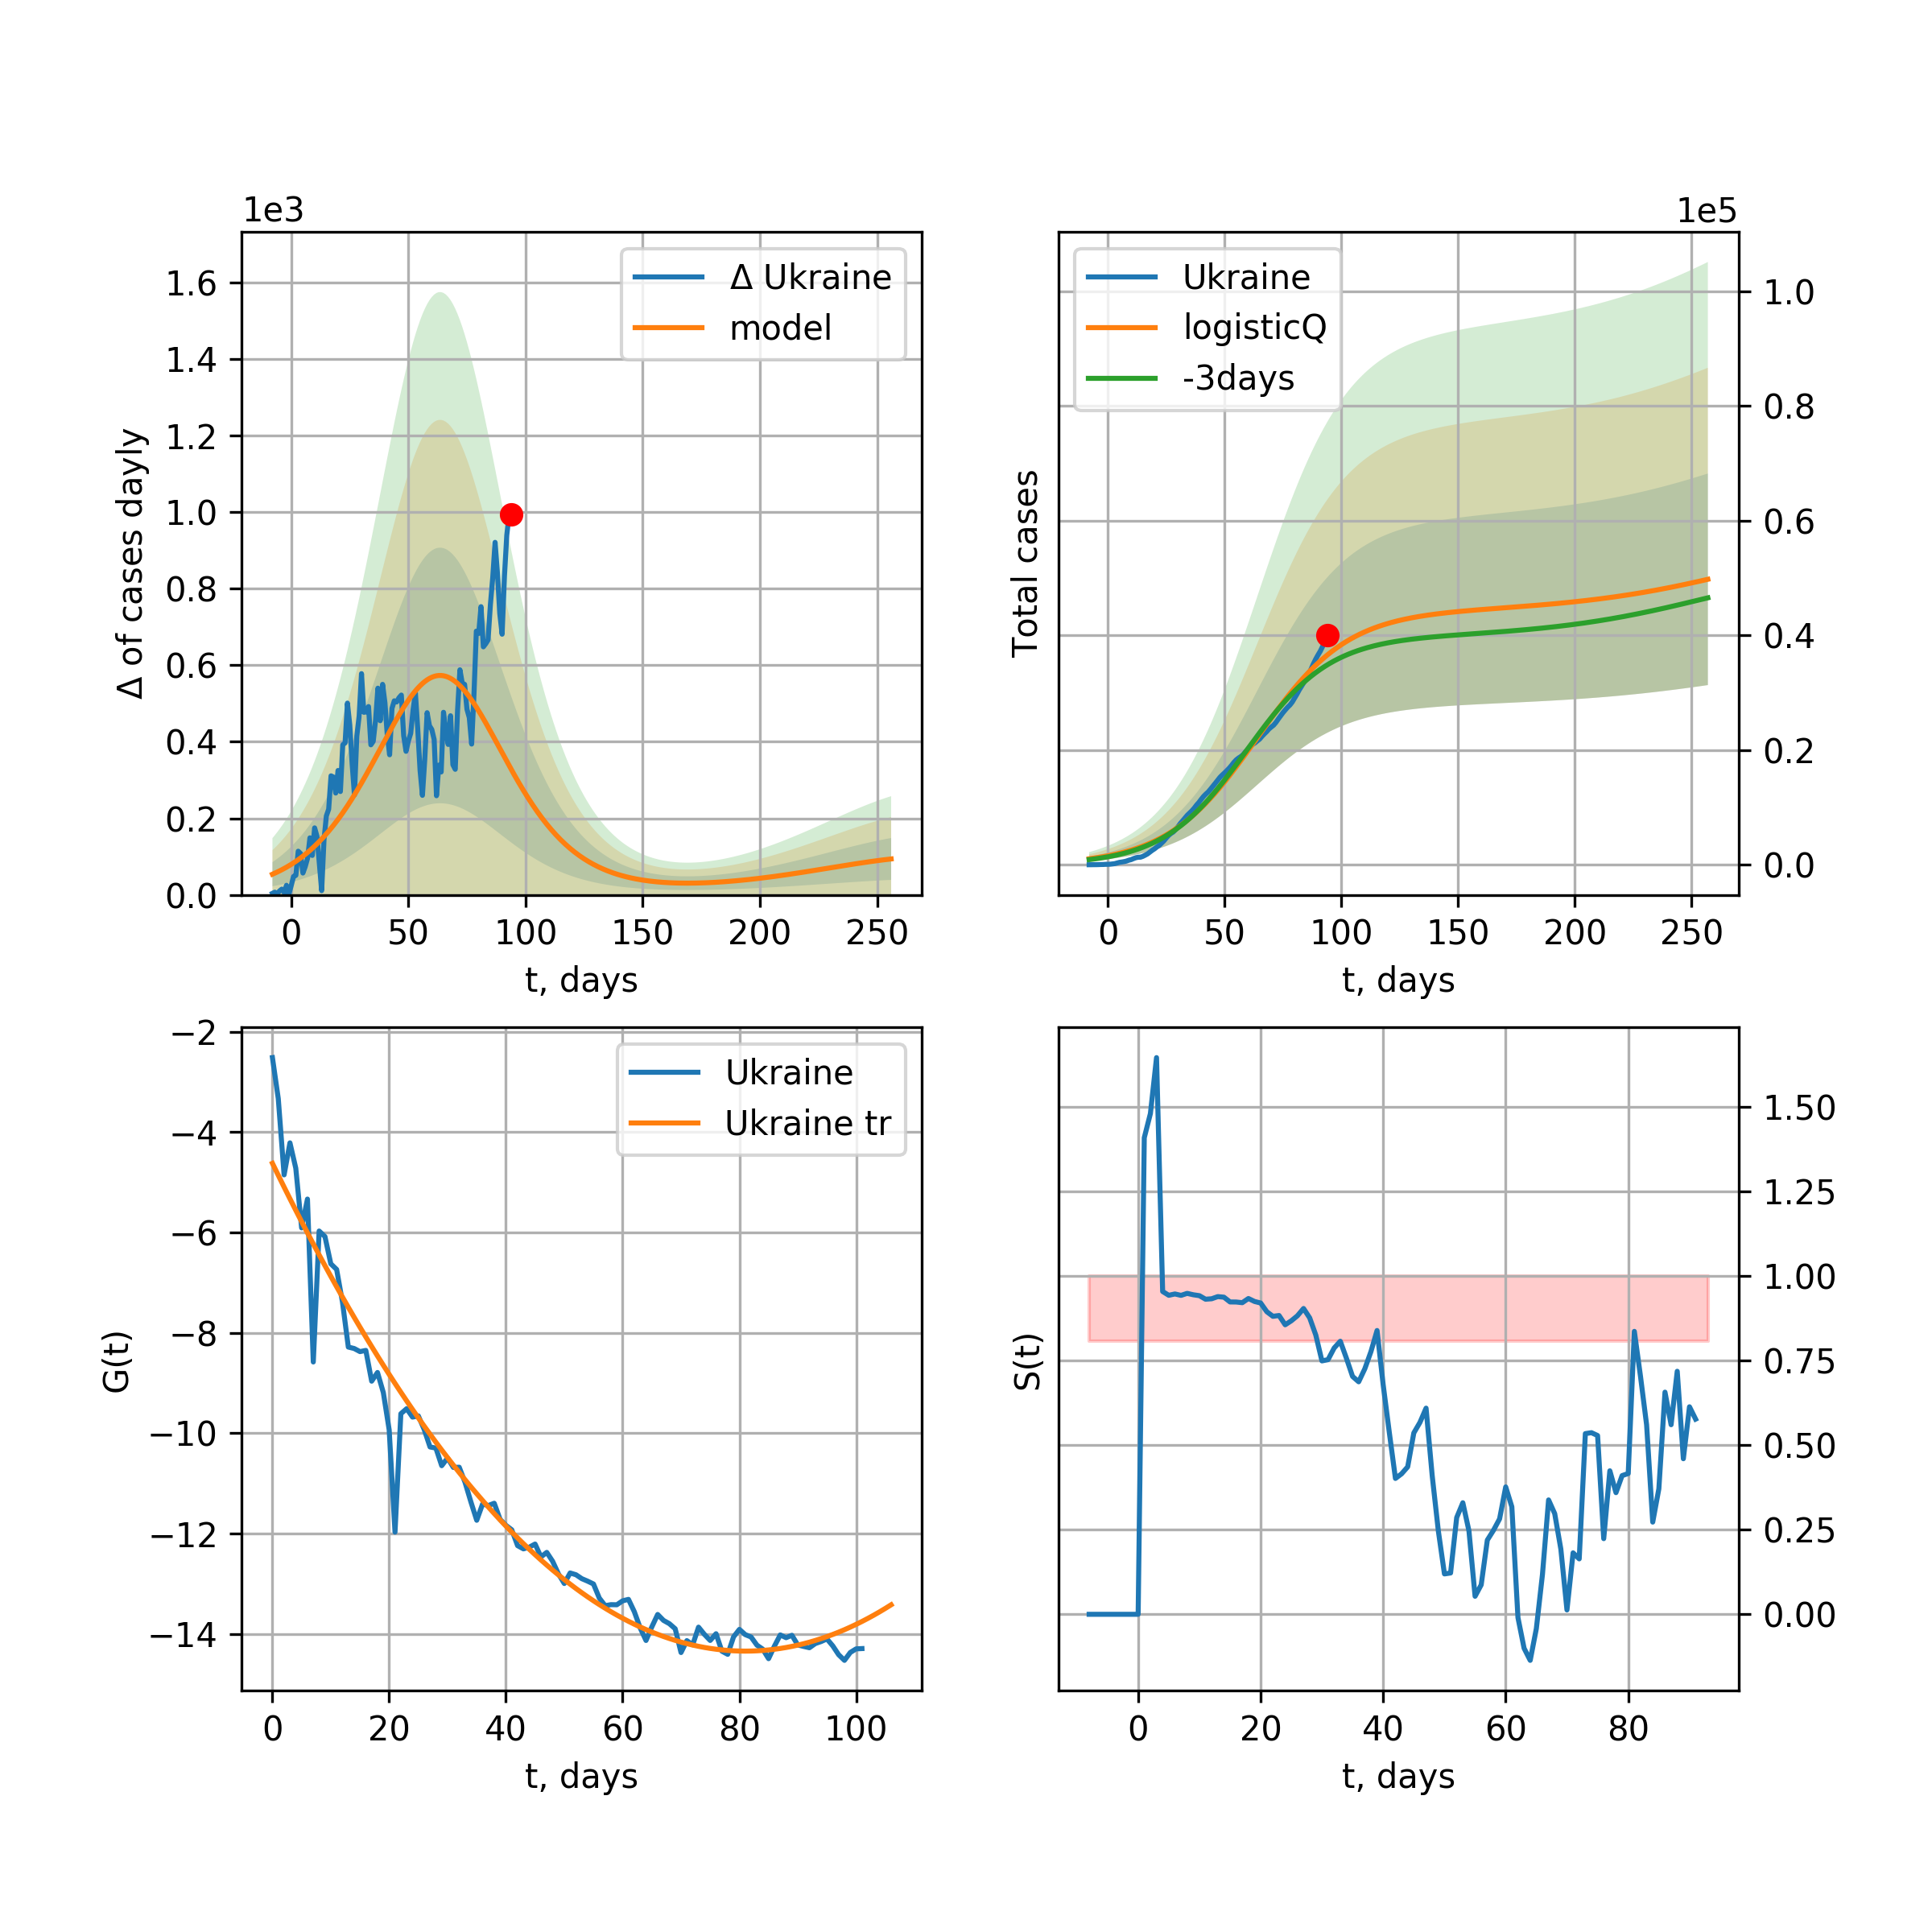 1e3
Δ of cases dayly
1.6
1.4
1.2
1.0
0.8
0.6
0.4
0.2
0.0
Δ Ukraine
model
0 50 100 150 200 250
t, days
1e5
Total cases
Ukraine
logisticQ
-3days
1.0
0.8
0.6
0.4
0.2
0.0
0 50 100 150 200 250
t, days
G(t)
−2
−4
−6
−8
−10
−12
−14
Ukraine
Ukraine tr
0 20 40 60 80 100
t, days
S(t)
1.50
1.25
1.00
0.75
0.50
0.25
0.00
0 20 40 60 80
t, days